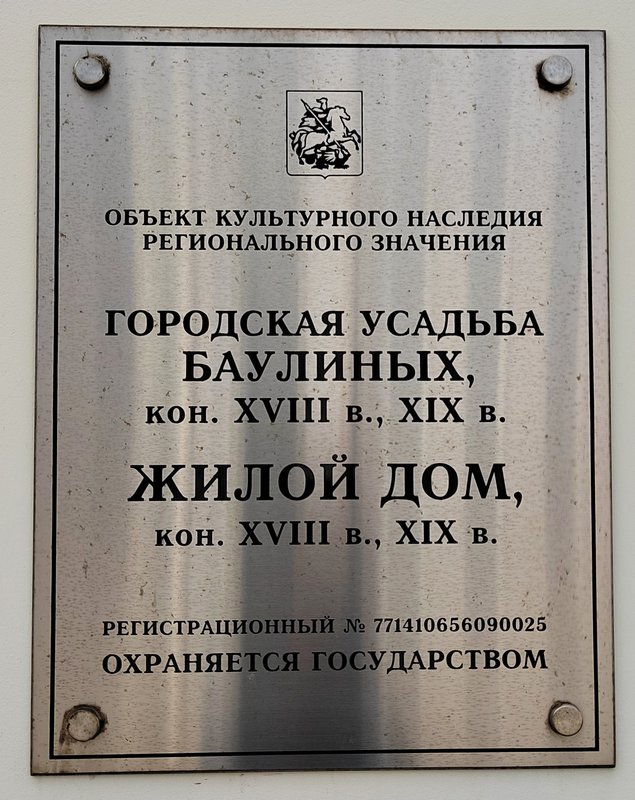 ОБЪЕКТ КУЛЬТУРНОГО НАСЛЕДИЯ
РЕГИОНАЛЬНОГО ЗНАЧЕНИЯ
ГОРОДСКАЯ УСАДЬБА
БАУЛИНЫХ,
кон. XVIII в., XIX в.
ЖИЛОЙ ДОМ,
кон. XVIII в., XIX в.
РЕГИСТРАЦИОННЫЙ № 771410656090025
ОХРАНЯЕТСЯ ГОСУДАРСТВОМ